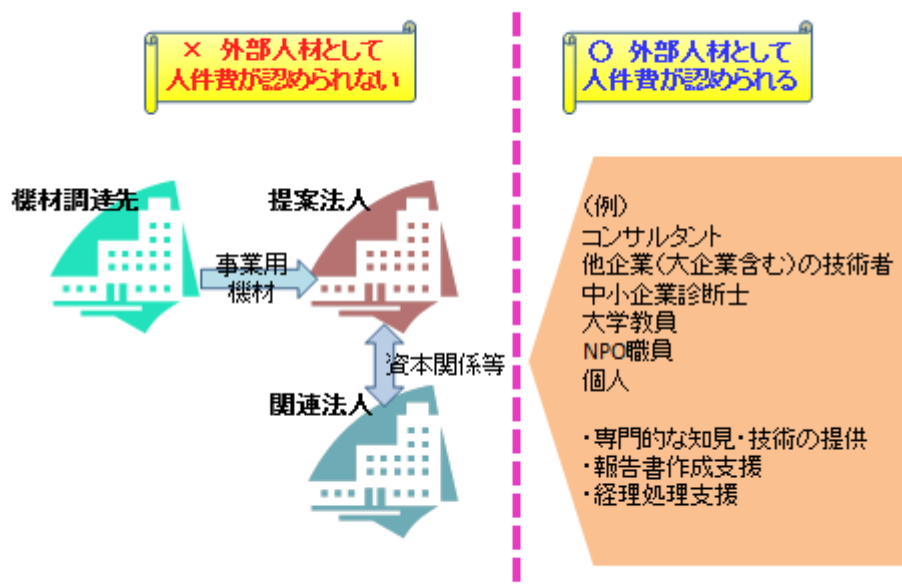 × 外部人材として
人件費が認められない
○ 外部人材として
人件費が認められる
機材調達先
提案法人
事業用
機材
資本関係等
関連法人
(例)
コンサルタント
他企業(大企業含む)の技術者
中小企業診断士
大学教員
NPO職員
個人
・専門的な知見・技術の提供
・報告書作成支援
・経理処理支援